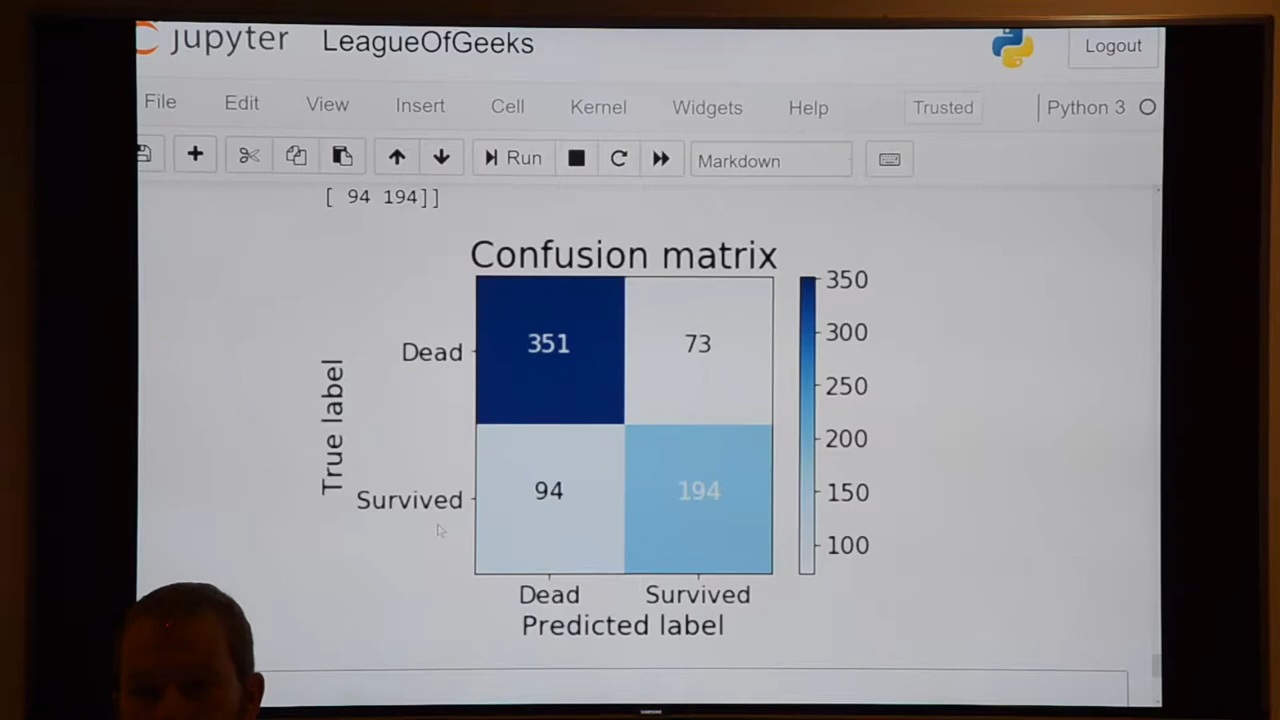 jupyter LeagueOfGeeks
Logout
File Edit View Insert Cell Kernel Widgets Help Trusted Python 3
Run Markdown
[ 94 194]]
Confusion matrix
350
351 73
300
Dead
250
True label
200
94 194
150
Survived
100
Dead Survived
Predicted label